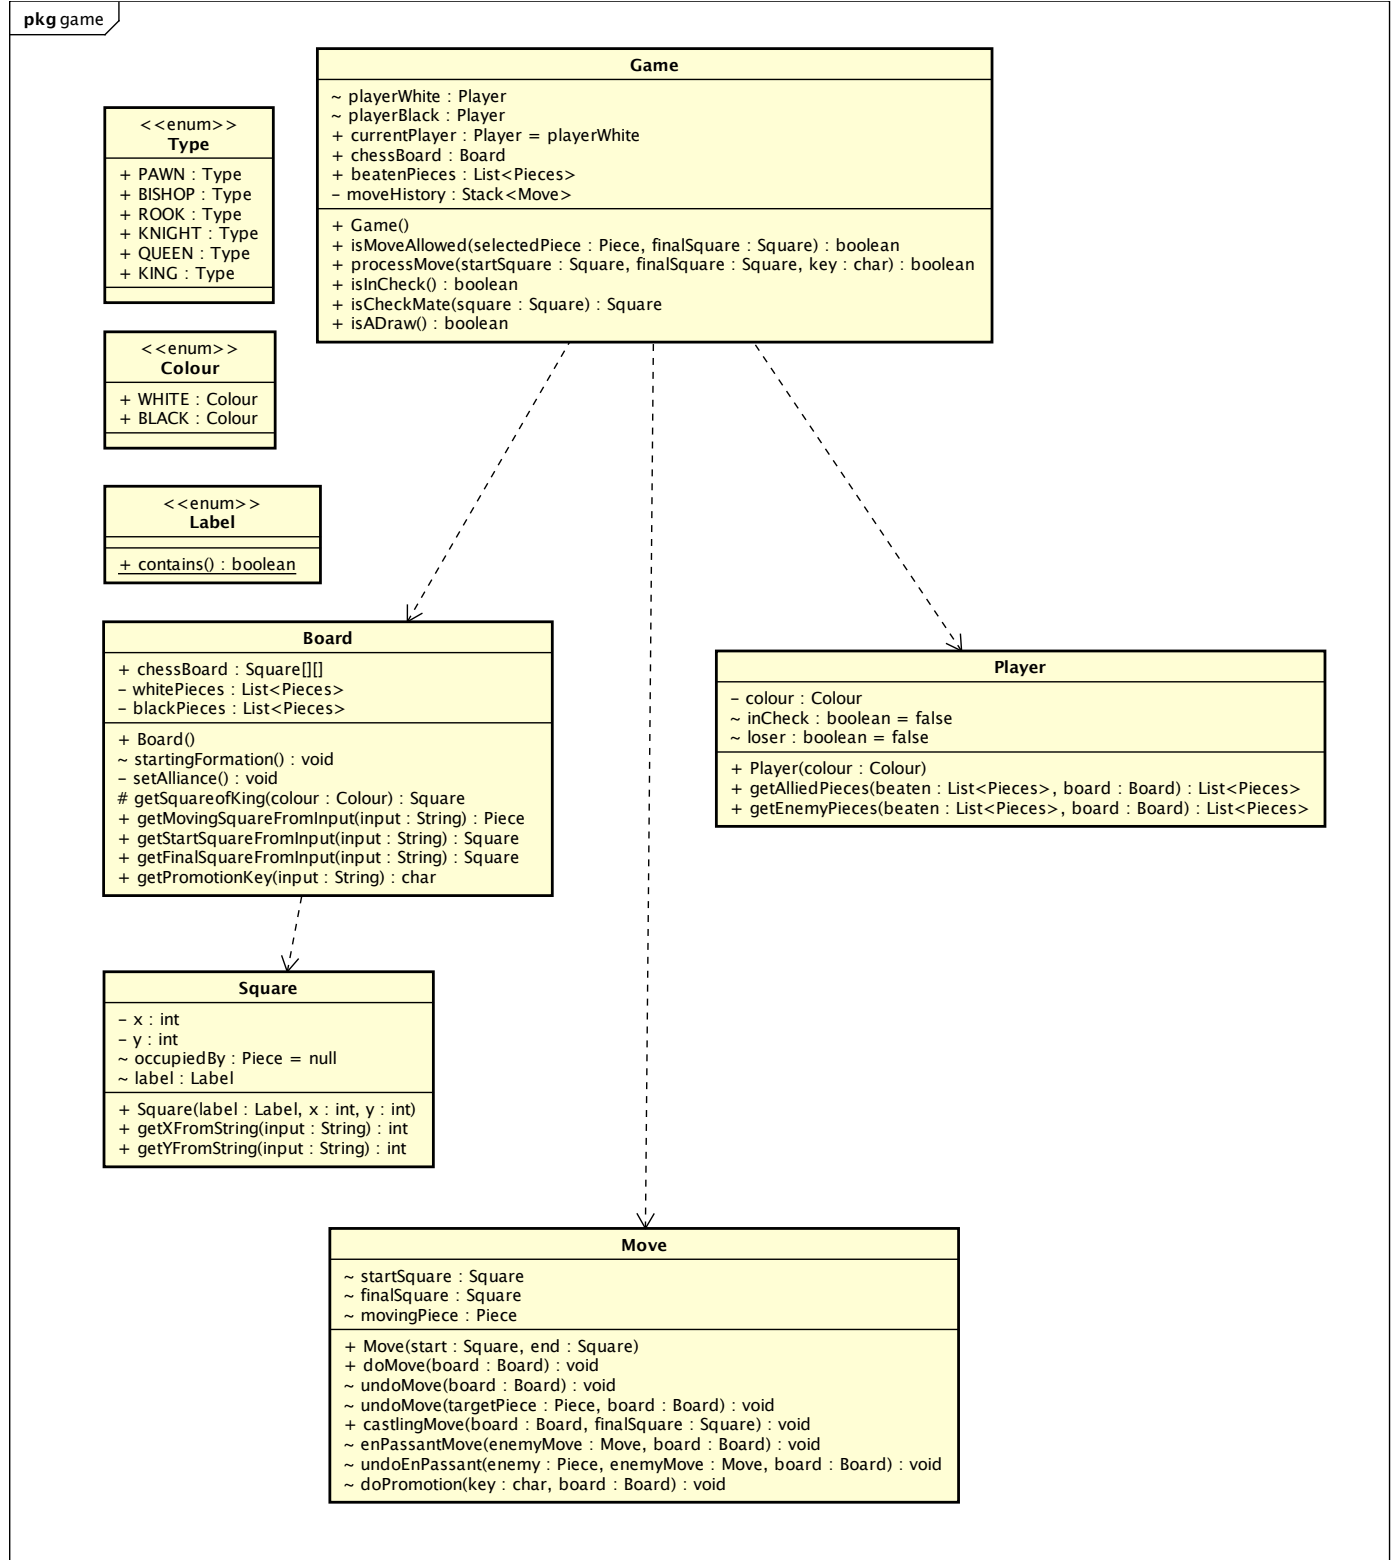 pkg game
Game
~ playerWhite : Player
~ playerBlack : Player
+ currentPlayer : Player = playerWhite
+ chessBoard : Board
+ beatenPieces : List<Pieces>
– moveHistory : Stack<Move>
+ Game()
+ isMoveAllowed(selectedPiece : Piece, finalSquare : Square) : boolean
+ processMove(startSquare : Square, finalSquare : Square, key : char) : boolean
+ isInCheck() : boolean
+ isCheckMate(square : Square) : Square
+ isADraw() : boolean
<<enum>>
Type
+ PAWN : Type
+ BISHOP : Type
+ ROOK : Type
+ KNIGHT : Type
+ QUEEN : Type
+ KING : Type
<<enum>>
Colour
+ WHITE : Colour
+ BLACK : Colour
<<enum>>
Label
+ contains() : boolean
Board
+ chessBoard : Square[][]
– whitePieces : List<Pieces>
– blackPieces : List<Pieces>
+ Board()
~ startingFormation() : void
– setAlliance() : void
# getSquareofKing(colour : Colour) : Square
+ getMovingSquareFromInput(input : String) : Piece
+ getStartSquareFromInput(input : String) : Square
+ getFinalSquareFromInput(input : String) : Square
+ getPromotionKey(input : String) : char
Player
– colour : Colour
~ inCheck : boolean = false
~ loser : boolean = false
+ Player(colour : Colour)
+ getAlliedPieces(beaten : List<Pieces>, board : Board) : List<Pieces>
+ getEnemyPieces(beaten : List<Pieces>, board : Board) : List<Pieces>
Square
– x : int
– y : int
~ occupiedBy : Piece = null
~ label : Label
+ Square(label : Label, x : int, y : int)
+ getXFromString(input : String) : int
+ getYFromString(input : String) : int
Move
~ startSquare : Square
~ finalSquare : Square
~ movingPiece : Piece
+ Move(start : Square, end : Square)
+ doMove(board : Board) : void
~ undoMove(board : Board) : void
~ undoMove(targetPiece : Piece, board : Board) : void
+ castlingMove(board : Board, finalSquare : Square) : void
~ enPassantMove(enemyMove : Move, board : Board) : void
~ undoEnPassant(enemy : Piece, enemyMove : Move, board : Board) : void
~ doPromotion(key : char, board : Board) : void